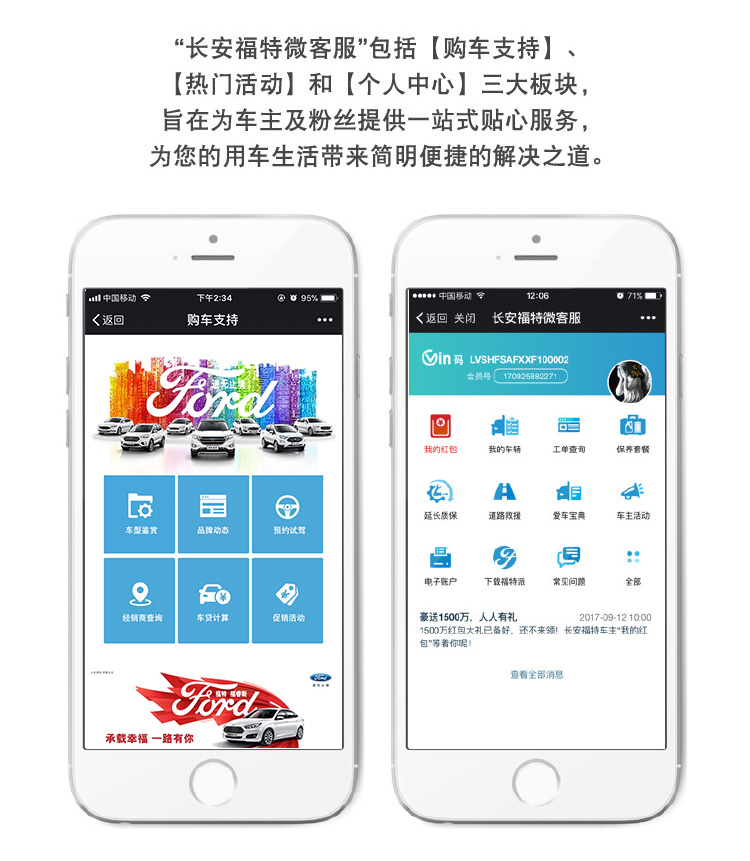 “长安福特微客服”包括【购车支持】、
【热门活动】和【个人中心】三大板块，
旨在为车主及粉丝提供一站式贴心服务，
为您的用车生活带来简明便捷的解决之道。
中国移动 下午2:34 95%
返回 购车支持
进无止境
Ford
车型鉴赏 品牌动态 预约试驾
经销商查询 车贷计算 促销活动
Ford
福特 福睿斯
Ford
承载幸福 一路有你
中国移动 12:06 71%
返回 关闭 长安福特微客服
Vin码 LVSHFSAFXXF100002
会员号 170925882271
我的红包 我的车辆 工单查询 保养套餐
延长质保 道路救援 爱车宝典 车主活动
电子账户 下载福特派 常见问题 全部
豪送1500万，人人有礼 2017-09-12 10:00
1500万红包大礼已备好，还不来领！长安福特车主“我的红
包”等着你呢！
查看全部消息